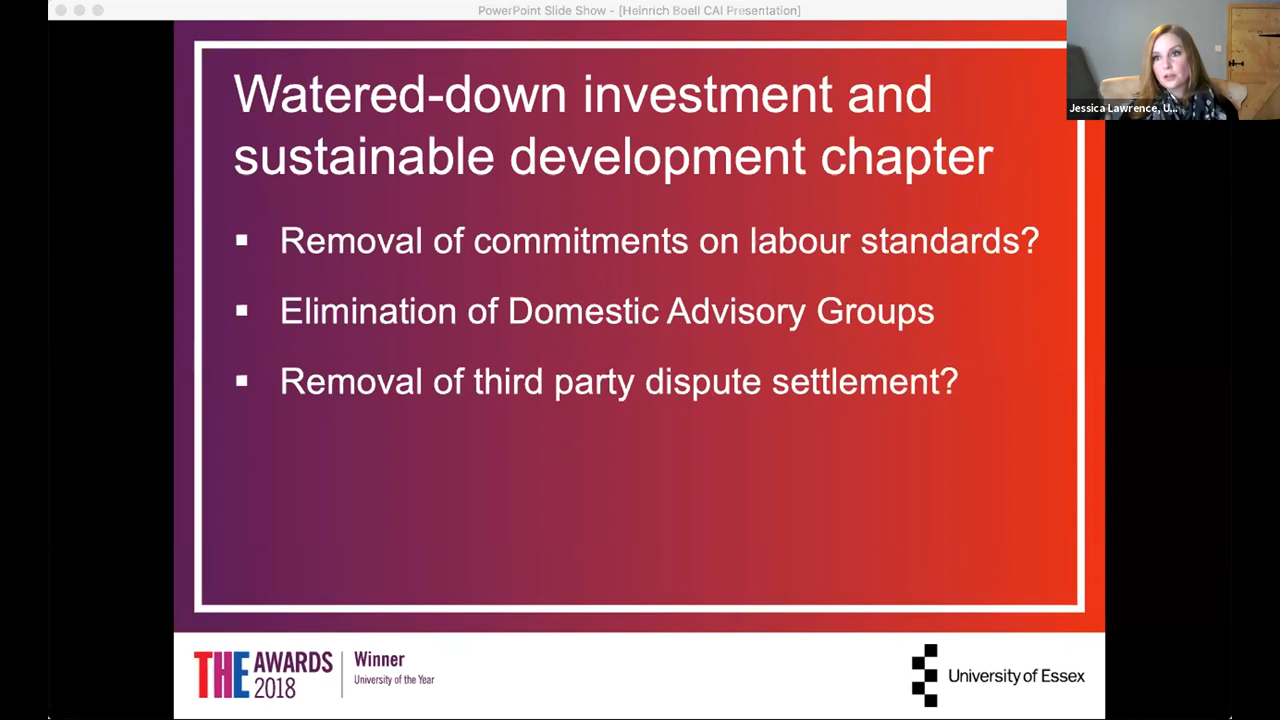 PowerPoint Slide Show - [Heinrich Boell CAI Presentation]
Jessica Lawrence, U...
Watered-down investment and
sustainable development chapter
▪ Removal of commitments on labour standards?
▪ Elimination of Domestic Advisory Groups
▪ Removal of third party dispute settlement?
THE AWARDS
2018
Winner
University of the Year
University of Essex